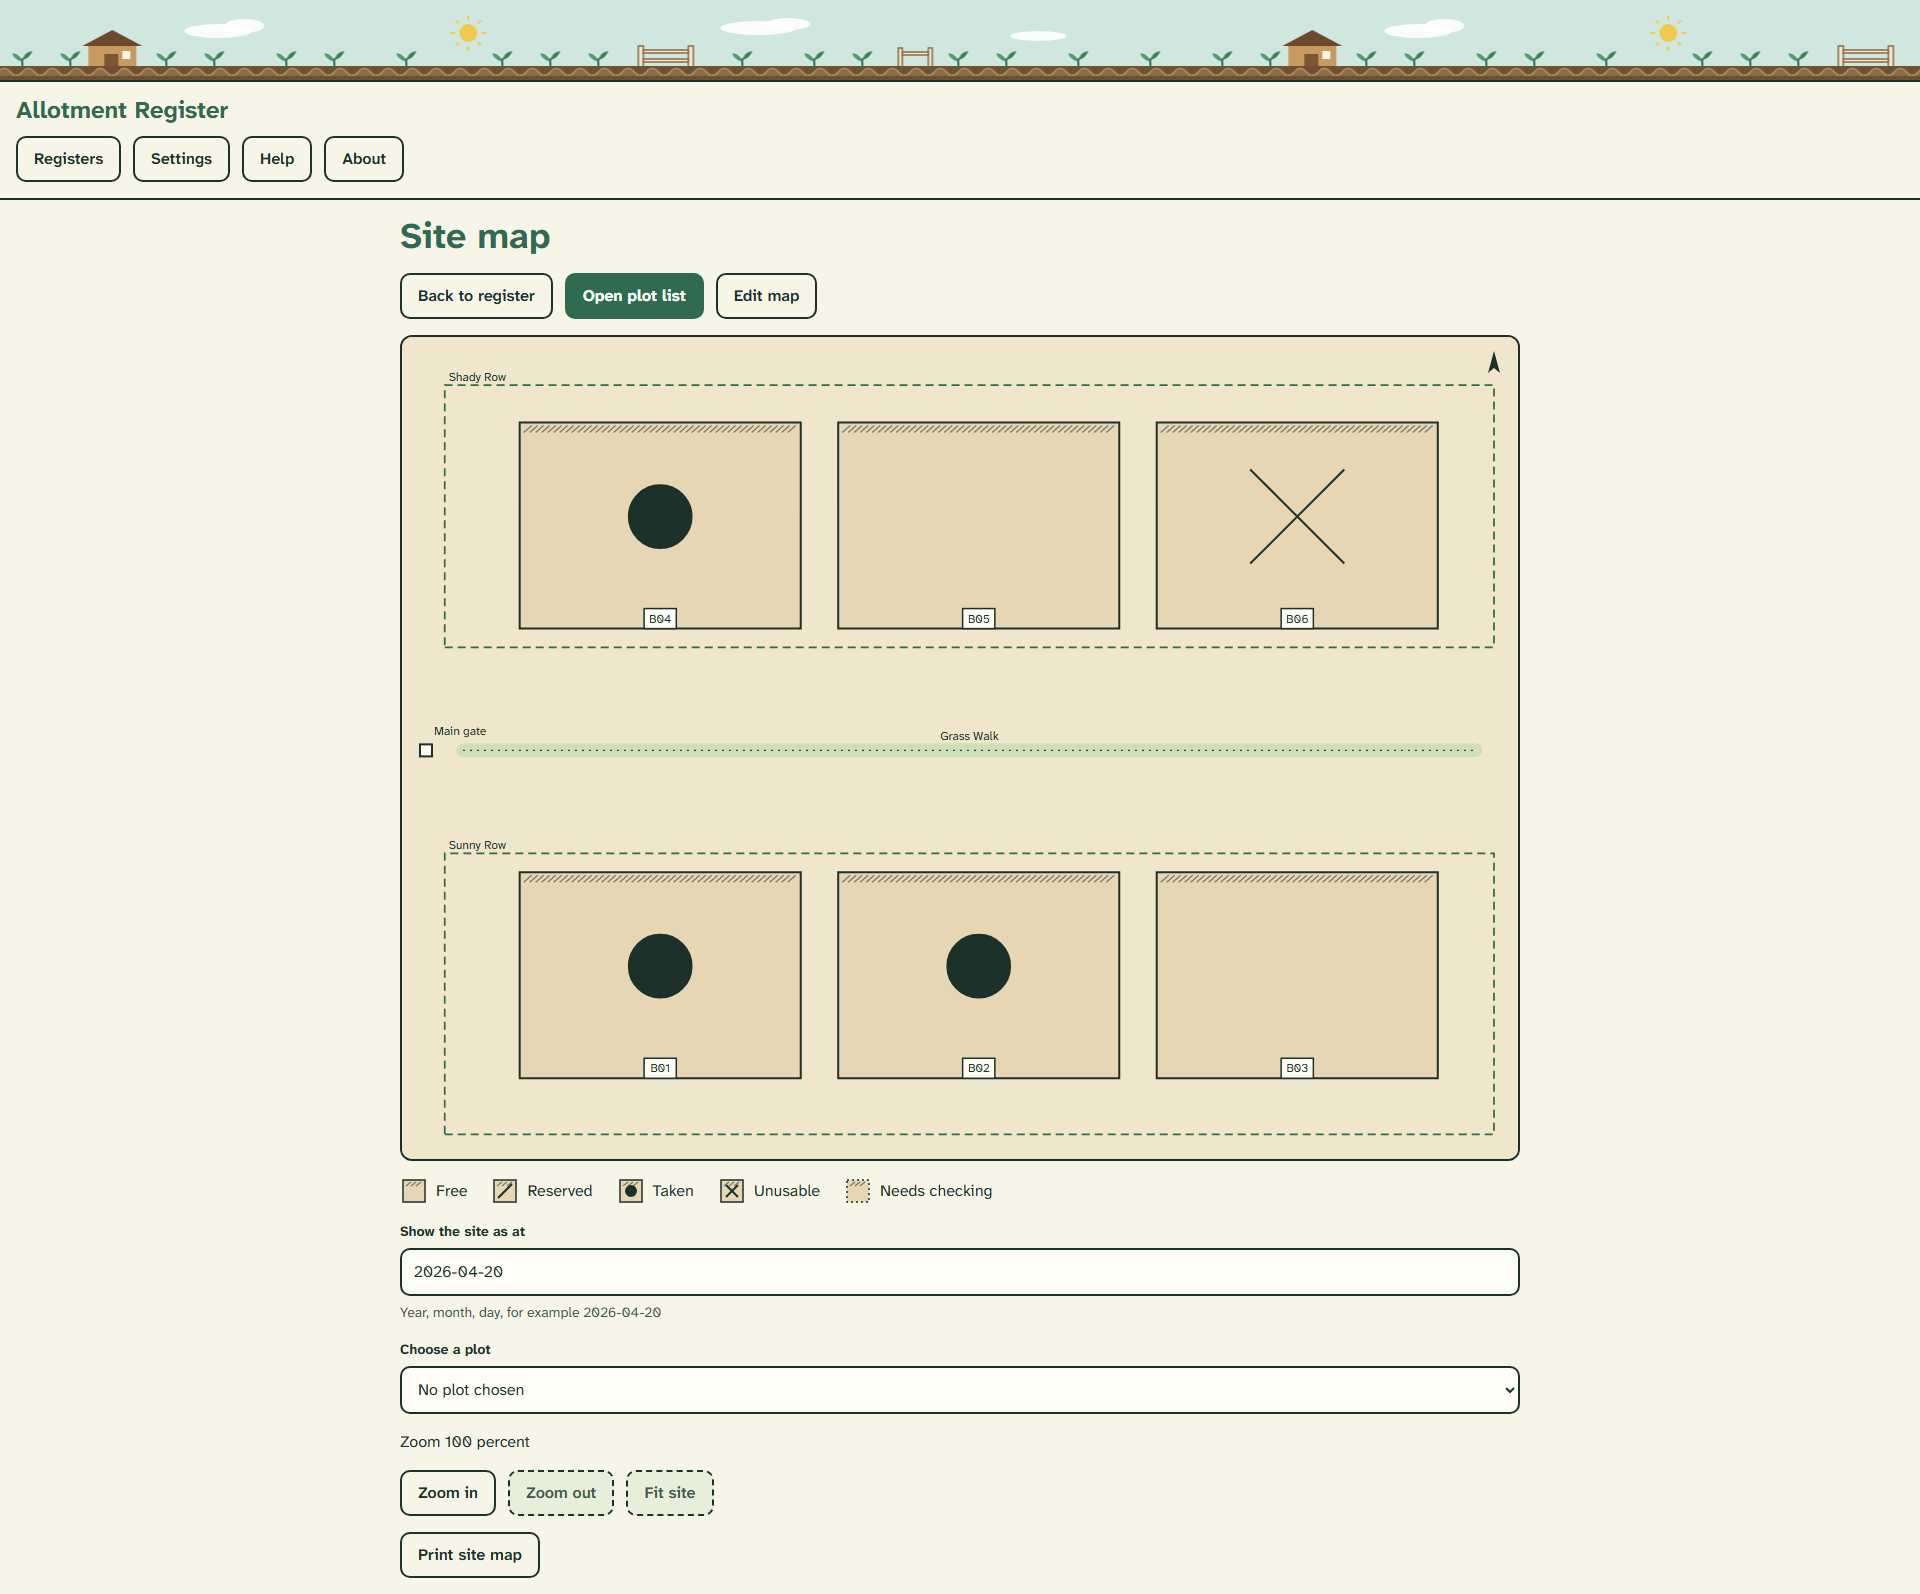 Allotment Register
Registers Settings Help About
Site map
Back to register Open plot list Edit map
Shady Row
B04 B05 B06
Main gate
Grass Walk
Sunny Row
B01 B02 B03
Free Reserved Taken Unusable Needs checking
Show the site as at
2026-04-20
Year, month, day, for example 2026-04-20
Choose a plot
No plot chosen
Zoom 100 percent
Zoom in Zoom out Fit site
Print site map